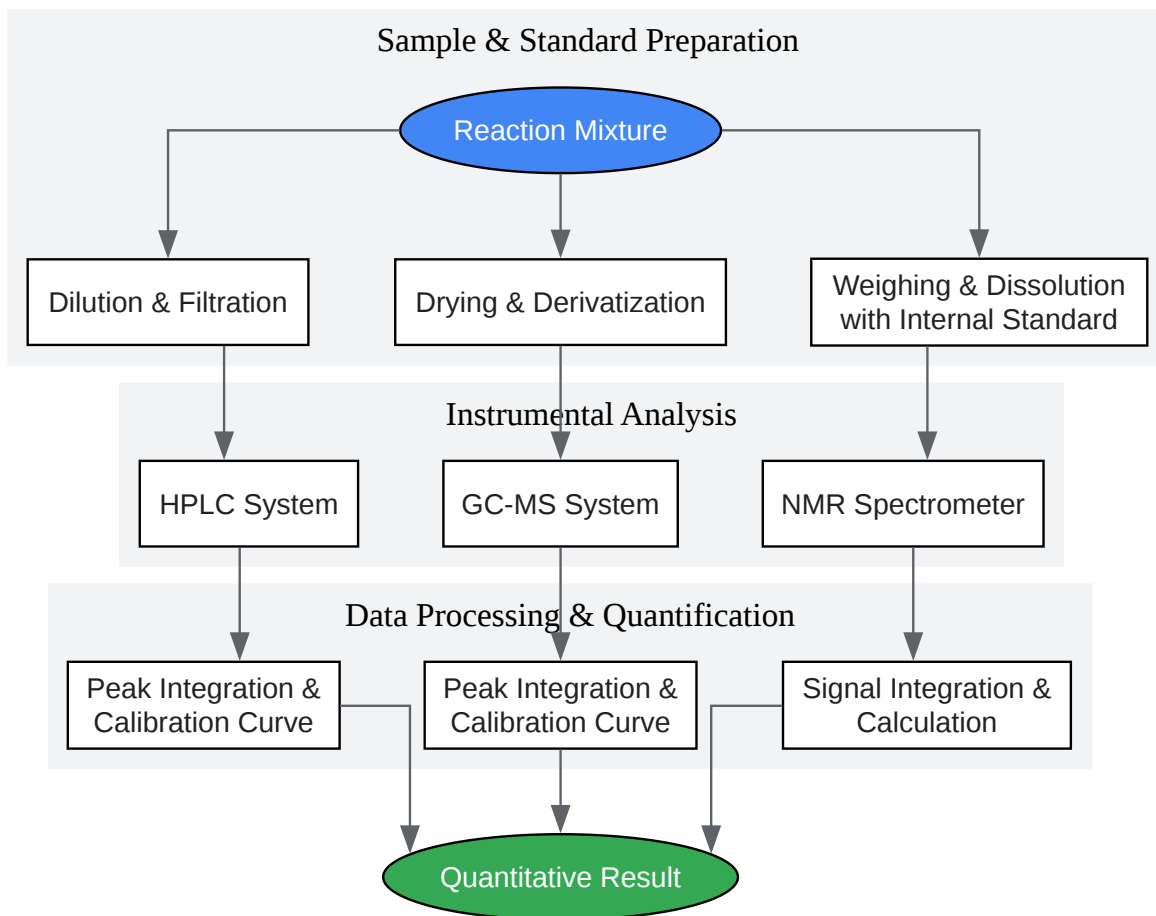 Sample & Standard Preparation
Reaction Mixture
Dilution & Filtration
Drying & Derivatization
Weighing & Dissolution
with Internal Standard
Instrumental Analysis
HPLC System
GC-MS System
NMR Spectrometer
Data Processing & Quantification
Peak Integration &
Calibration Curve
Peak Integration &
Calibration Curve
Signal Integration &
Calculation
Quantitative Result